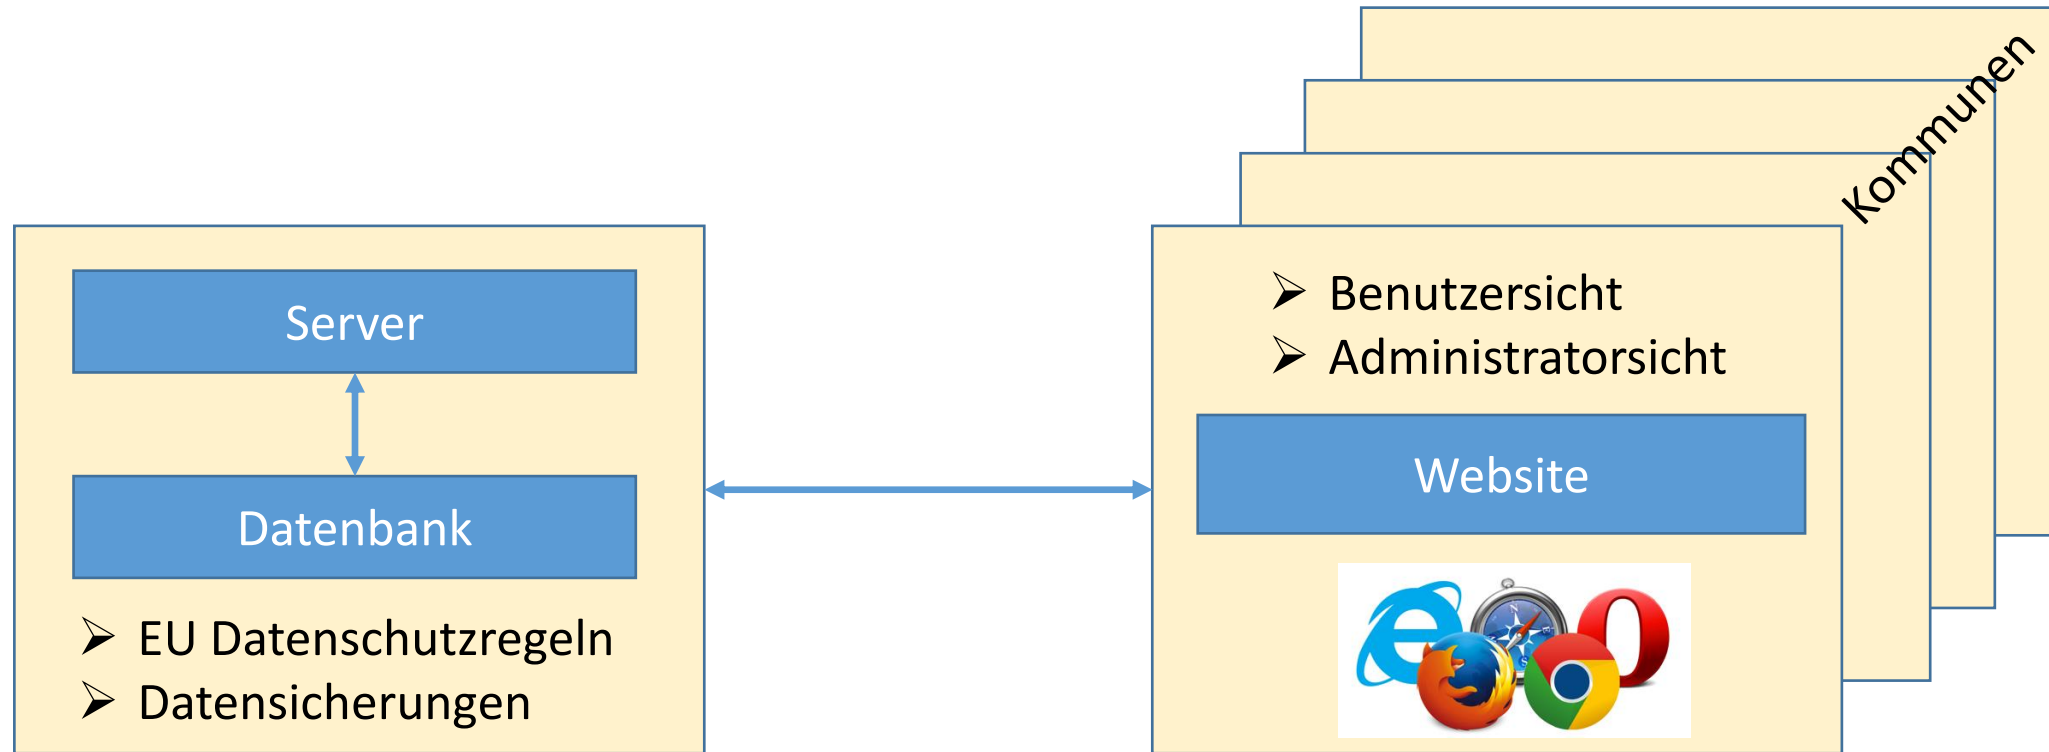 Kommunen
Server
Datenbank
➢ EU Datenschutzregeln
➢ Datensicherungen
➢ Benutzersicht
➢ Administratorsicht
Website